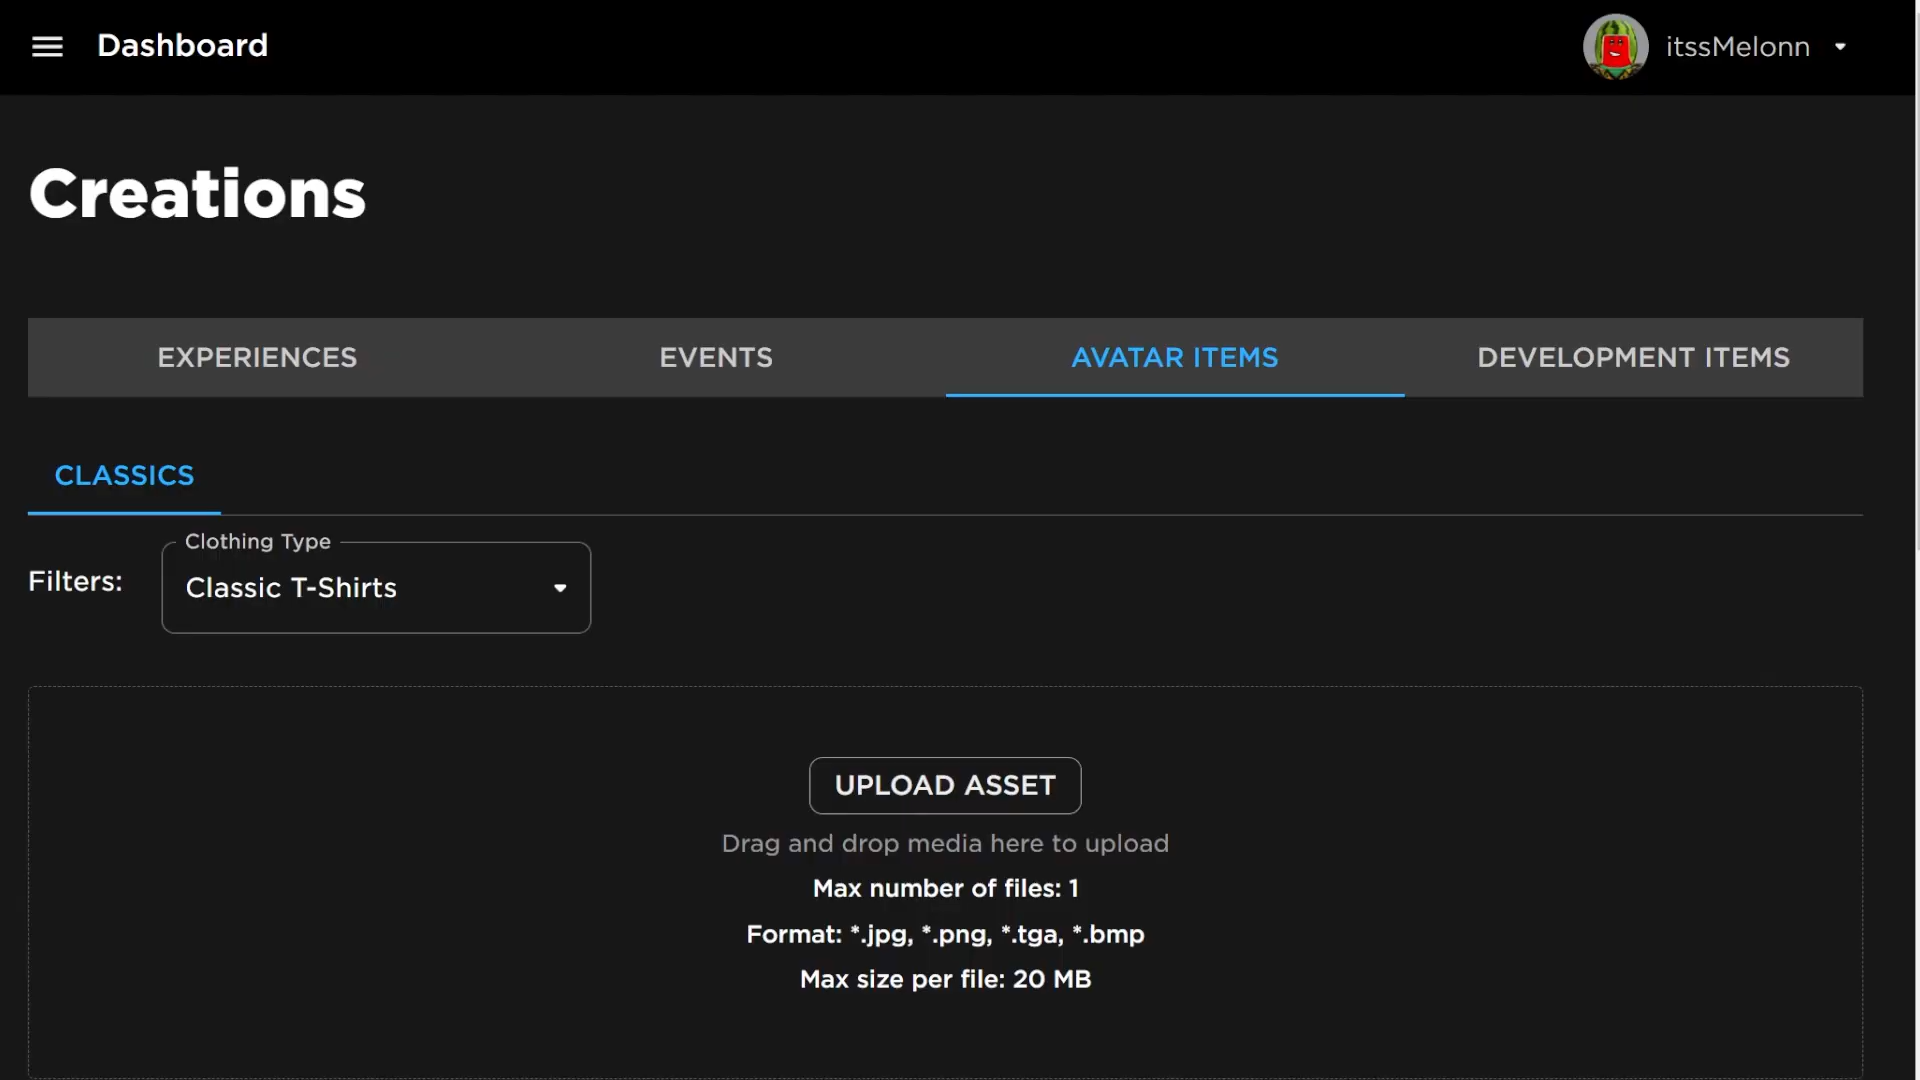 Dashboard
itssMelonn
Creations
EXPERIENCES
EVENTS
AVATAR ITEMS
DEVELOPMENT ITEMS
CLASSICS
Filters:
Clothing Type
Classic T-Shirts
UPLOAD ASSET
Drag and drop media here to upload
Max number of files: 1
Format: *.jpg, *.png, *.tga, *.bmp
Max size per file: 20 MB